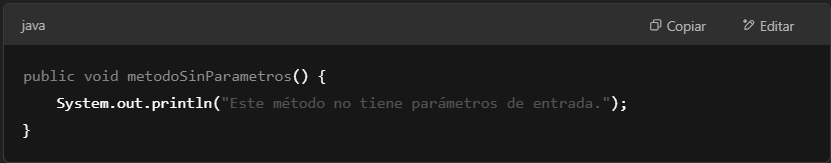 java Copiar Editar
public void metodoSinParametros() {
    System.out.println("Este método no tiene parámetros de entrada.");
}